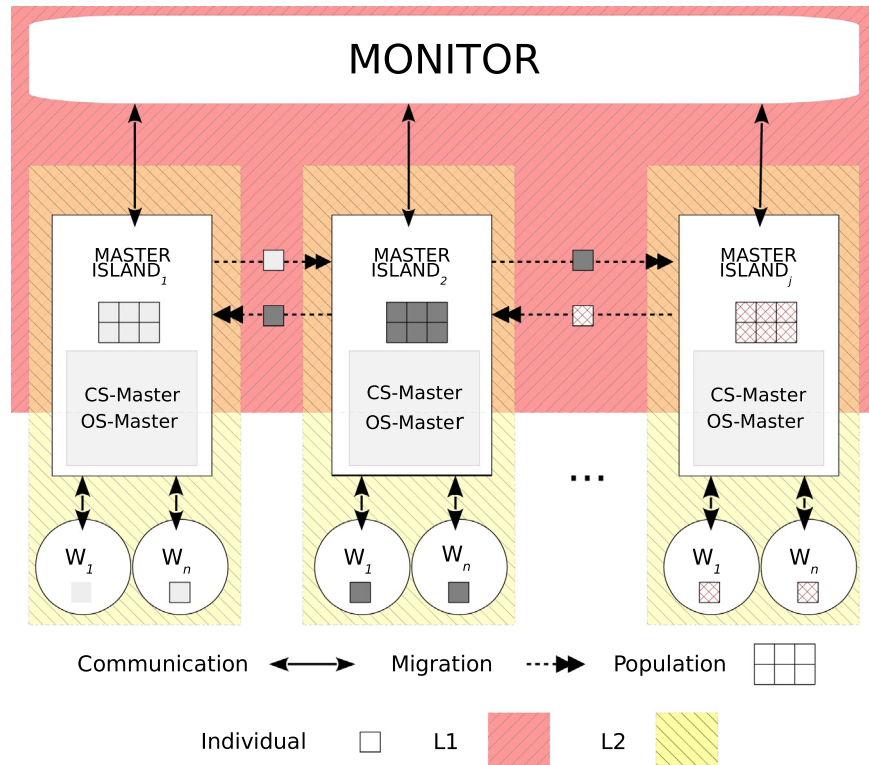 MONITOR
MASTER
ISLAND1
MASTER
ISLAND2
MASTER
ISLANDj
CS-Master
OS-Master
CS-Master
OS-Master
CS-Master
OS-Master
...
W1
Wn
W1
Wn
W1
Wn
Communication
Migration
Population
Individual
L1
L2